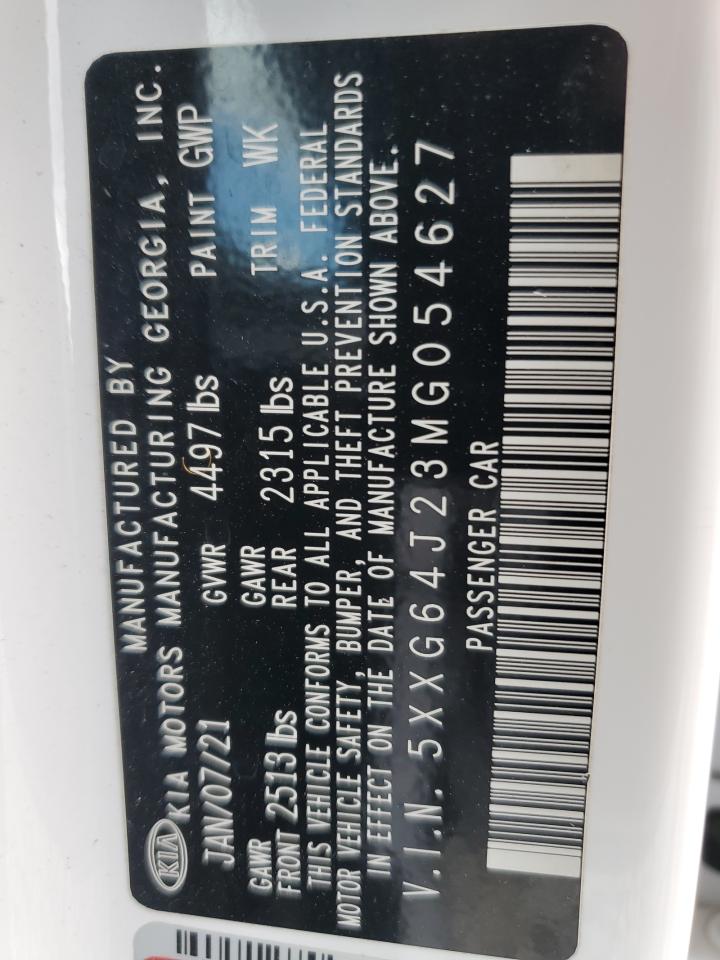 MANUFACTURED BY
KIA KIA MOTORS MANUFACTURING GEORGIA, INC.
JAN/07/21 GVWR 4497 lbs PAINT GWP
GAWR FRONT 2513 lbs GAWR REAR 2315 lbs TRIM WK
THIS VEHICLE CONFORMS TO ALL APPLICABLE U.S.A. FEDERAL
MOTOR VEHICLE SAFETY, BUMPER, AND THEFT PREVENTION STANDARDS
IN EFFECT ON THE DATE OF MANUFACTURE SHOWN ABOVE.
V.I.N. 5XXG64J23MG054627
PASSENGER CAR